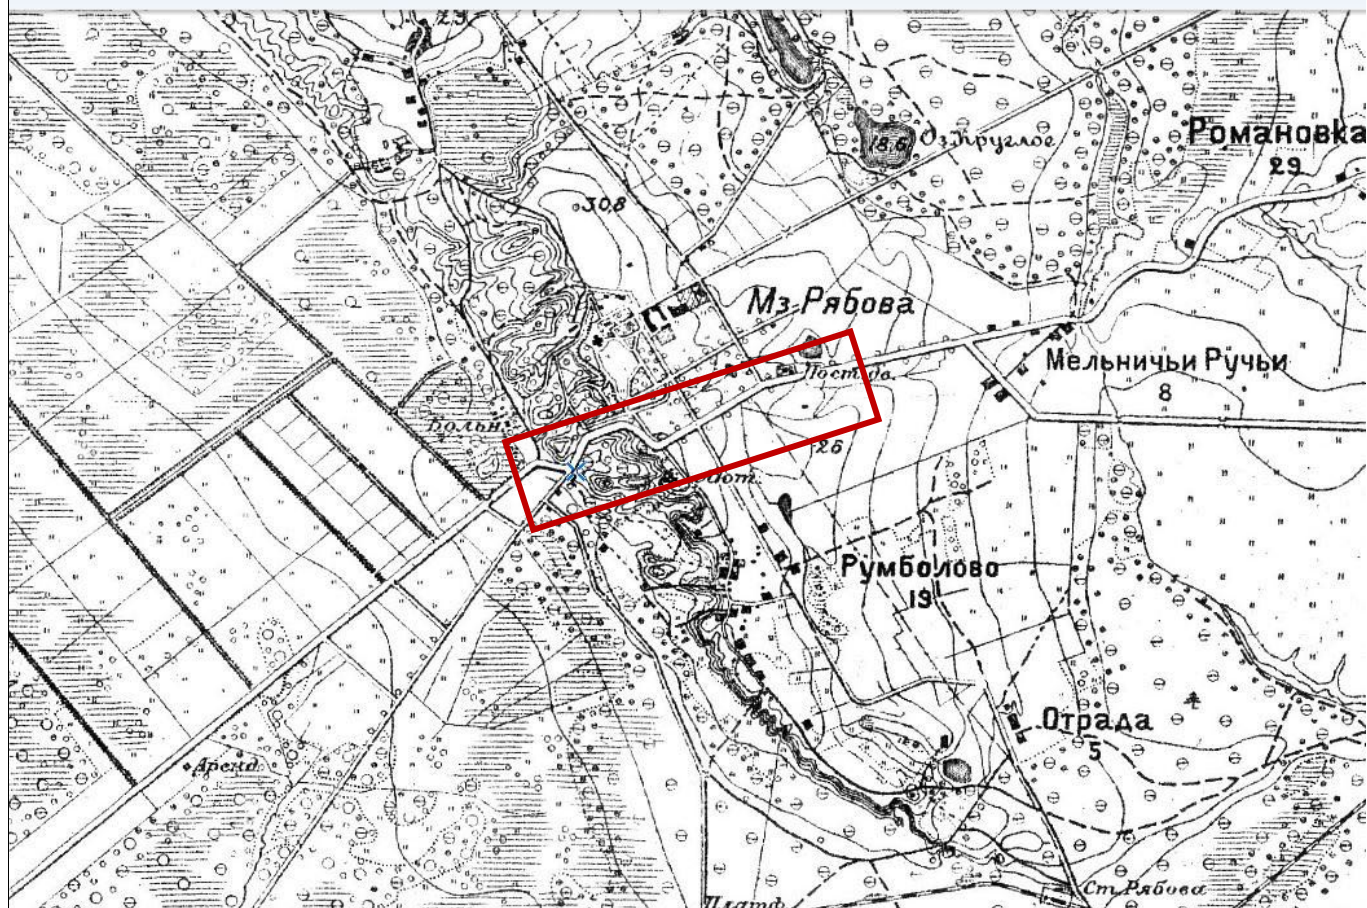 23
Романовка
29
18.6
Оз. Круглое
30,8
Мз. Рябова
Мельничьи Ручьи
8
Пост. дв.
Больн.
26
Румболово
19
Отрада
5
Аренд.
Ст. Рябова
Платф.